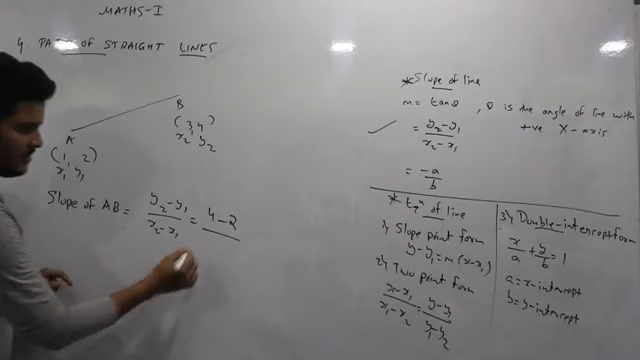 MATHS-I
4 PAIR OF STRAIGHT LINES
B
(3, 4)
x₂ y₂
A
(1, 2)
x₁ y₁
Slope of AB = y₂-y₁ / x₂-x₁ = 4-2
* Slope of line
m = tanθ , θ is the angle of line with
+ve X-axis
= y₂-y₁ / x₂-x₁
= -a / b
* Eqⁿ of line
1) Slope point form
y-y₁ = m(x-x₁)
2) Two point form
x-x₁ / x₁-x₂ = y-y₁ / y₁-y₂
3) Double-intercept form
x/a + y/b = 1
a = x-intercept
b = y-intercept